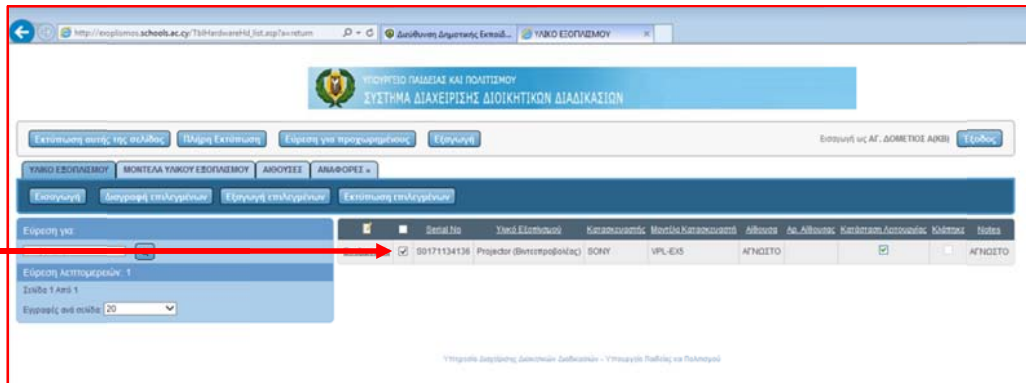 http://exoplismos.schools.ac.cy/TblHardwareHd_list.asp?a=return
Διεύθυνση Δημοτικής Εκπαίδ...
ΥΛΙΚΟ ΕΞΟΠΛΙΣΜΟΥ
ΥΠΟΥΡΓΕΙΟ ΠΑΙΔΕΙΑΣ ΚΑΙ ΠΟΛΙΤΙΣΜΟΥ
ΣΥΣΤΗΜΑ ΔΙΑΧΕΙΡΙΣΗΣ ΔΙΟΙΚΗΤΙΚΩΝ ΔΙΑΔΙΚΑΣΙΩΝ
Εκτύπωση αυτής της σελίδας Πλήρη Εκτύπωση Εύρεση για προχωρημένους Εξαγωγή Εισαγωγή ως ΑΓ. ΔΟΜΕΤΙΟΣ Α(ΚΒ) Έξοδος
ΥΛΙΚΟ ΕΞΟΠΛΙΣΜΟΥ ΜΟΝΤΕΛΑ ΥΛΙΚΟΥ ΕΞΟΠΛΙΣΜΟΥ ΑΙΘΟΥΣΕΣ ΑΝΑΦΟΡΕΣ »
Εισαγωγή Διαγραφή επιλεγμένων Εξαγωγή επιλεγμένων Εκτύπωση επιλεγμένων
Εύρεση για:
Εύρεση λεπτομερειών: 1
Σελίδα 1 Από 1
Εγγραφές ανά σελίδα: 20
Serial No Υλικό Εξοπλισμού Κατασκευαστής Μοντέλο Κατασκευαστή Αίθουσα Αρ. Αίθουσας Κατάσταση Λειτουργίας Κλάπηκε Notes
S0171134136 Projector (Βιντεοπροβολέας) SONY VPL-EX5 ΑΓΝΩΣΤΟ ΑΓΝΩΣΤΟ
Υπηρεσία Διαχείρισης Διοικητικών Διαδικασιών - Υπουργείο Παιδείας και Πολιτισμού